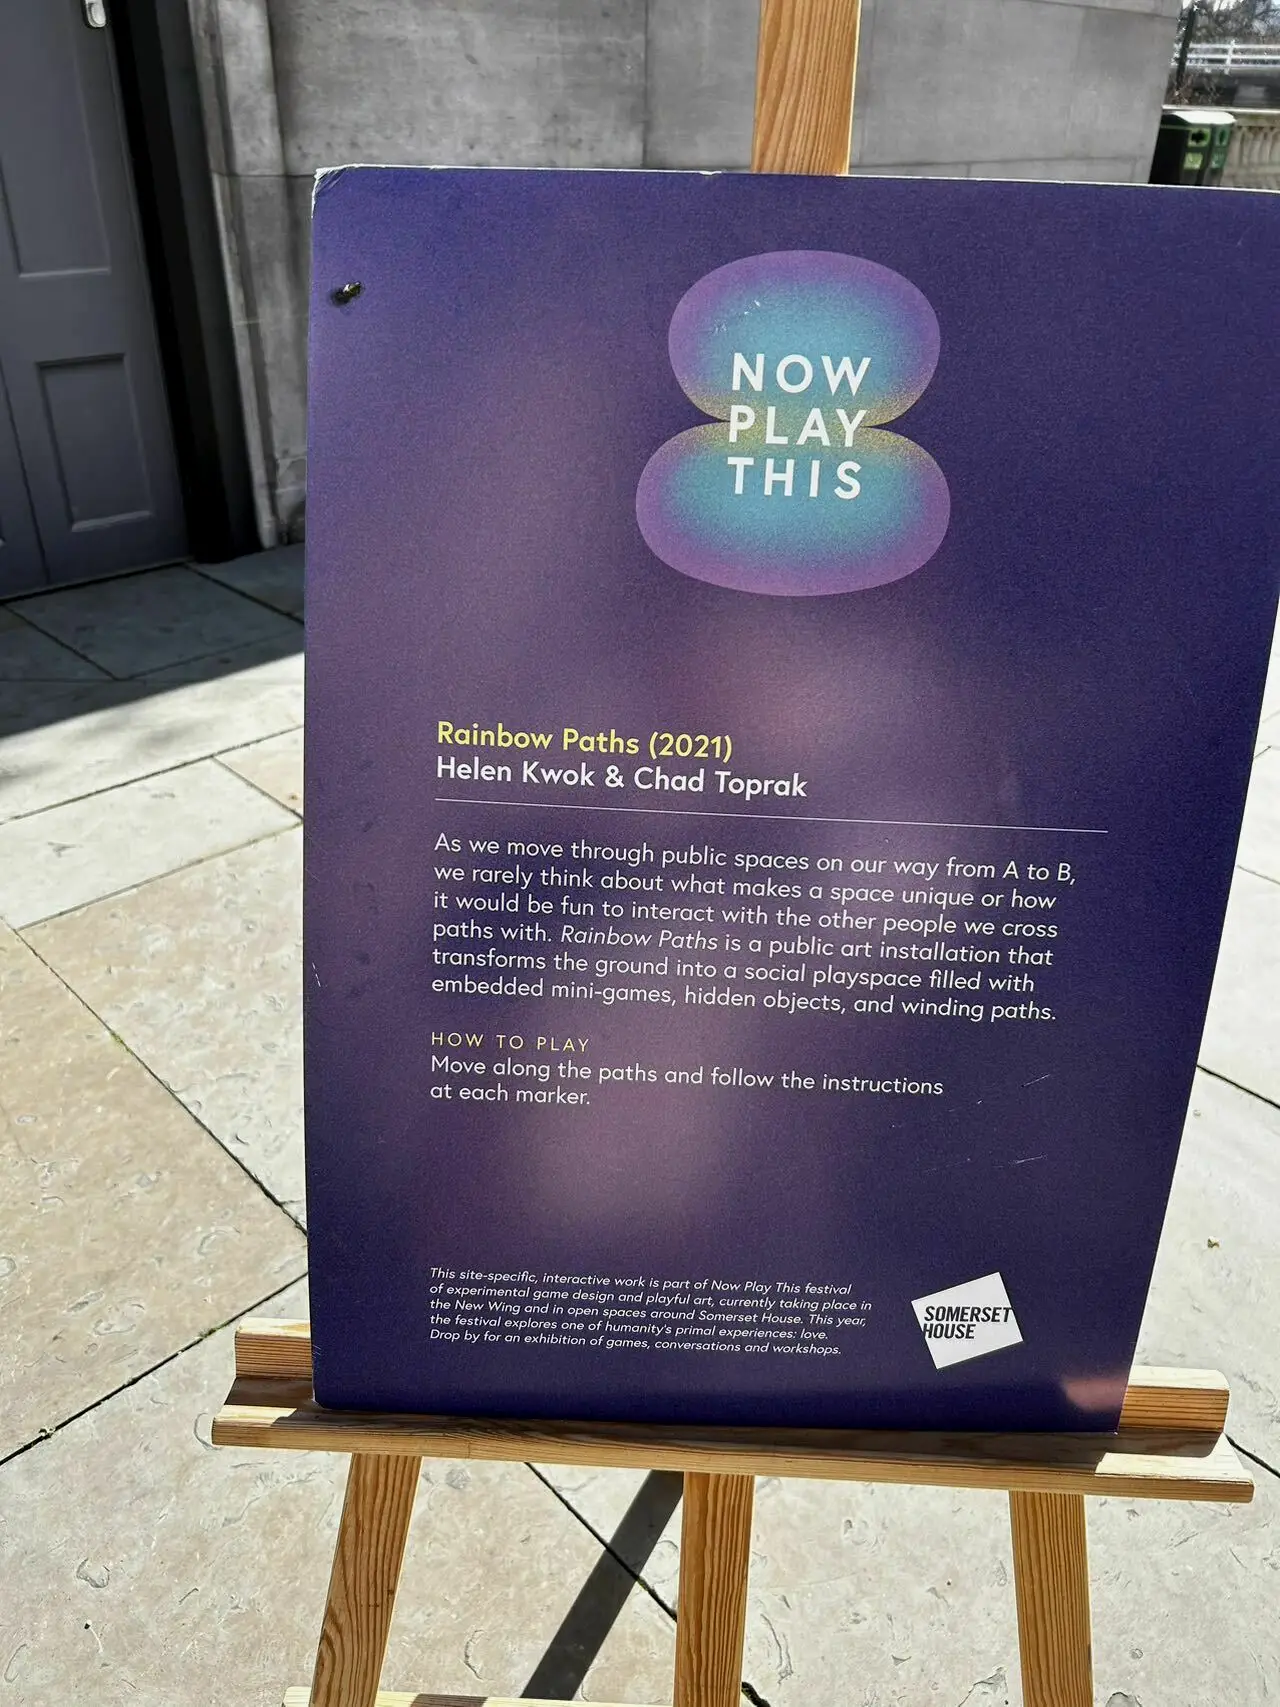 NOW
PLAY
THIS
Rainbow Paths (2021)
Helen Kwok & Chad Toprak
As we move through public spaces on our way from A to B,
we rarely think about what makes a space unique or how
it would be fun to interact with the other people we cross
paths with. Rainbow Paths is a public art installation that
transforms the ground into a social playspace filled with
embedded mini-games, hidden objects, and winding paths.
HOW TO PLAY
Move along the paths and follow the instructions
at each marker.
This site-specific, interactive work is part of Now Play This festival
of experimental game design and playful art, currently taking place in
the New Wing and in open spaces around Somerset House. This year,
the festival explores one of humanity's primal experiences: love.
Drop by for an exhibition of games, conversations and workshops.
SOMERSET
HOUSE